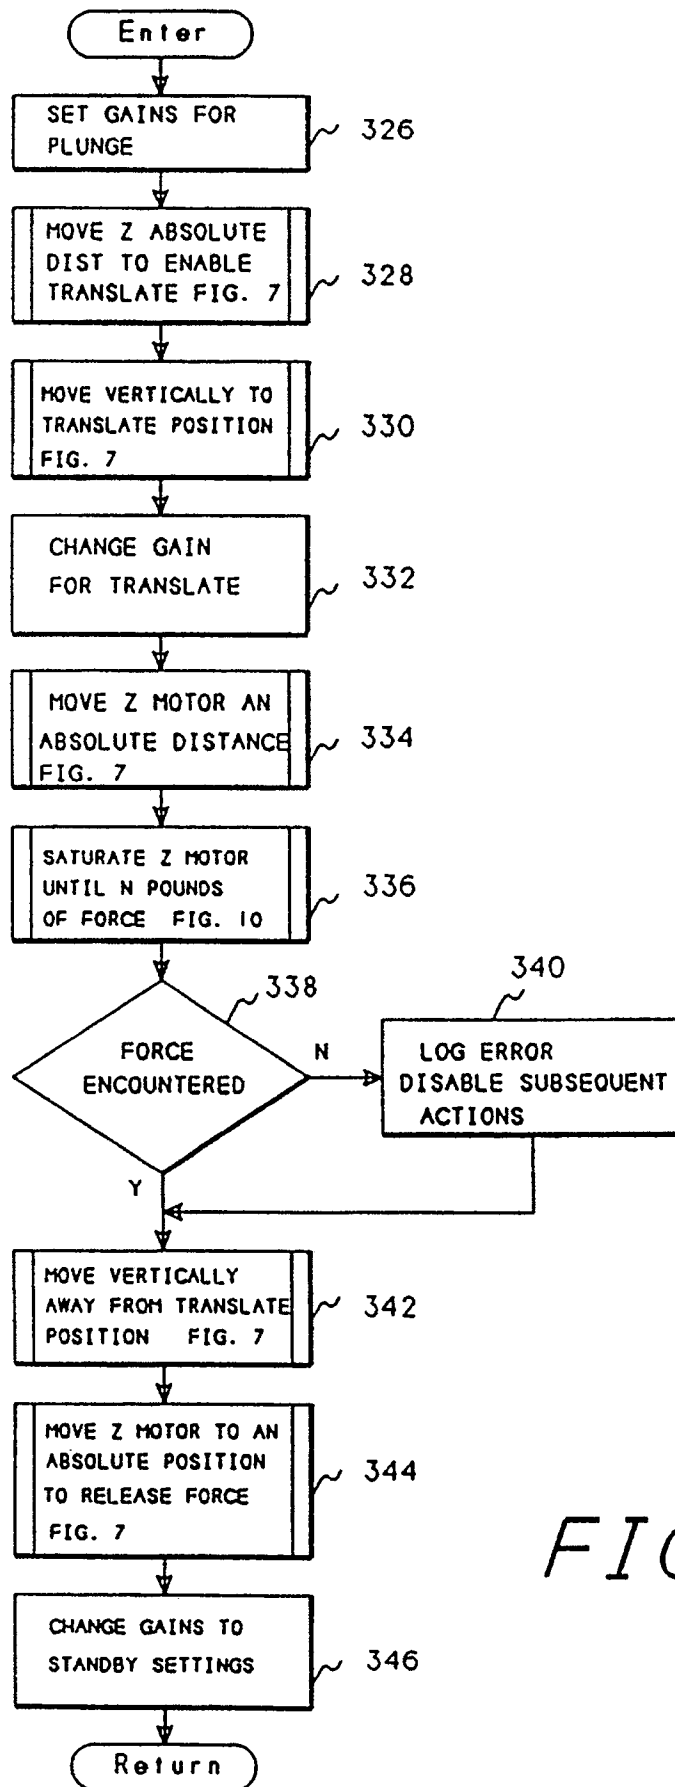 Enter
SET GAINS FOR
PLUNGE
326
MOVE Z ABSOLUTE
DIST TO ENABLE
TRANSLATE FIG. 7
328
MOVE VERTICALLY TO
TRANSLATE POSITION
FIG. 7
330
CHANGE GAIN
FOR TRANSLATE
332
MOVE Z MOTOR AN
ABSOLUTE DISTANCE
FIG. 7
334
SATURATE Z MOTOR
UNTIL N POUNDS
OF FORCE FIG. 10
336
338
FORCE
ENCOUNTERED
N
Y
340
LOG ERROR
DISABLE SUBSEQUENT
ACTIONS
MOVE VERTICALLY
AWAY FROM TRANSLATE
POSITION FIG. 7
342
MOVE Z MOTOR TO AN
ABSOLUTE POSITION
TO RELEASE FORCE
FIG. 7
344
CHANGE GAINS TO
STANDBY SETTINGS
346
Return